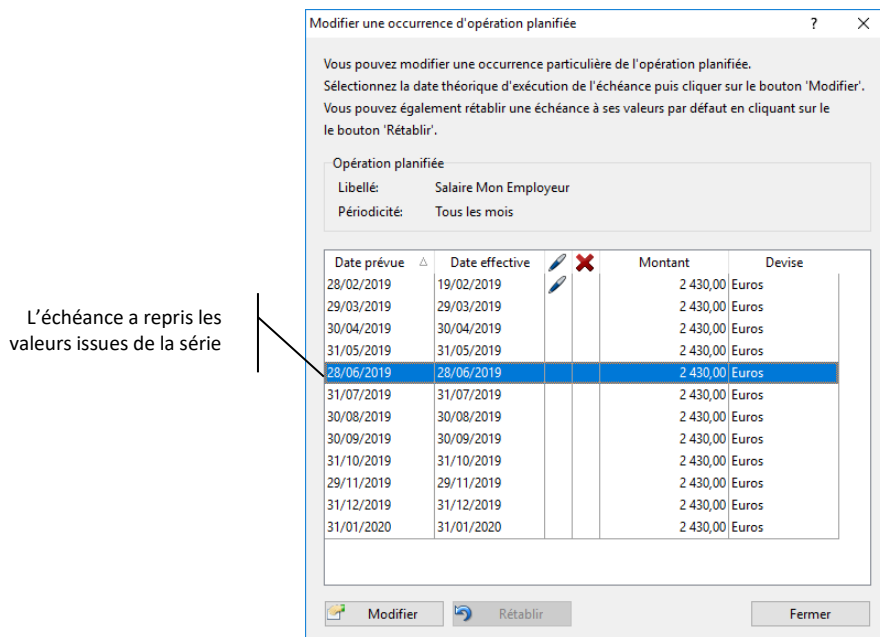 Modifier une occurrence d'opération planifiée ?
Vous pouvez modifier une occurrence particulière de l'opération planifiée.
Sélectionnez la date théorique d'exécution de l'échéance puis cliquer sur le bouton 'Modifier'.
Vous pouvez également rétablir une échéance à ses valeurs par défaut en cliquant sur le
le bouton 'Rétablir'.
Opération planifiée
Libellé: Salaire Mon Employeur
Périodicité: Tous les mois
Date prévue Date effective Montant Devise
28/02/2019 19/02/2019 2 430,00 Euros
29/03/2019 29/03/2019 2 430,00 Euros
30/04/2019 30/04/2019 2 430,00 Euros
31/05/2019 31/05/2019 2 430,00 Euros
28/06/2019 28/06/2019 2 430,00 Euros
31/07/2019 31/07/2019 2 430,00 Euros
30/08/2019 30/08/2019 2 430,00 Euros
30/09/2019 30/09/2019 2 430,00 Euros
31/10/2019 31/10/2019 2 430,00 Euros
29/11/2019 29/11/2019 2 430,00 Euros
31/12/2019 31/12/2019 2 430,00 Euros
31/01/2020 31/01/2020 2 430,00 Euros
L'échéance a repris les
valeurs issues de la série
Modifier Rétablir Fermer